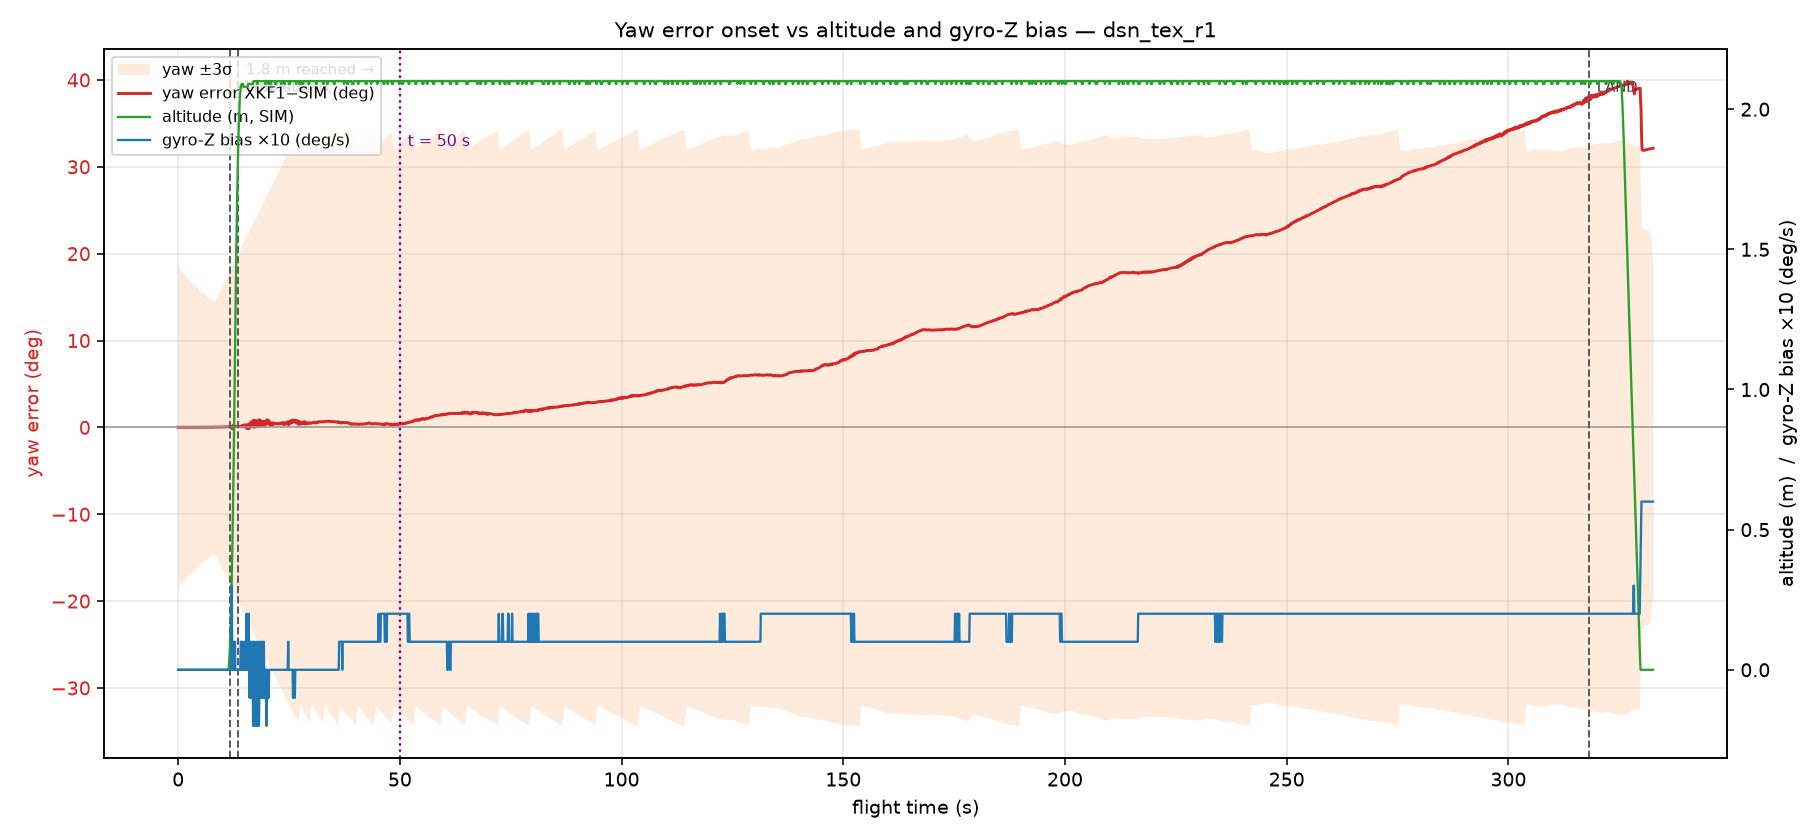 Yaw error onset vs altitude and gyro-Z bias — dsn_tex_r1
yaw ±3σ
1.8 m reached →
yaw error XKF1−SIM (deg)
altitude (m, SIM)
gyro-Z bias ×10 (deg/s)
t = 50 s
LAND
40
30
20
10
0
−10
−20
−30
yaw error (deg)
2.0
1.5
1.0
0.5
0.0
altitude (m) / gyro-Z bias ×10 (deg/s)
0
50
100
150
200
250
300
flight time (s)